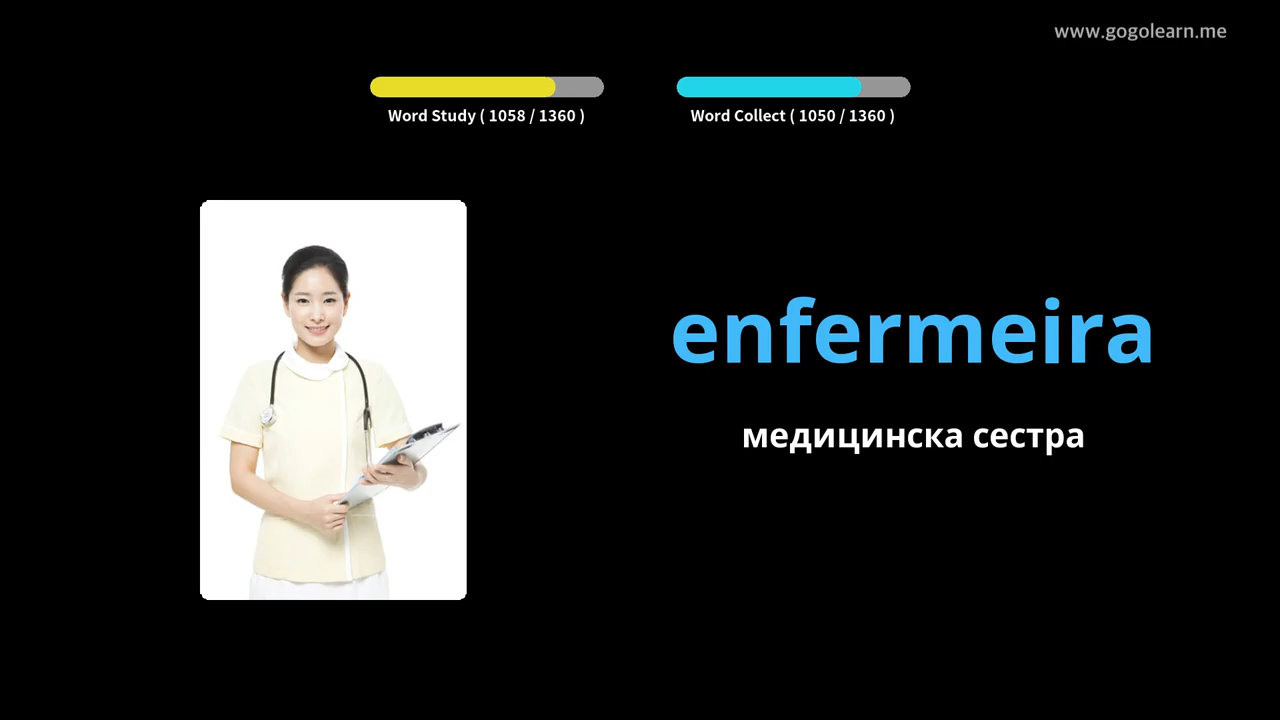 www.gogolearn.me
Word Study ( 1058 / 1360 )
Word Collect ( 1050 / 1360 )
enfermeira
медицинска сестра